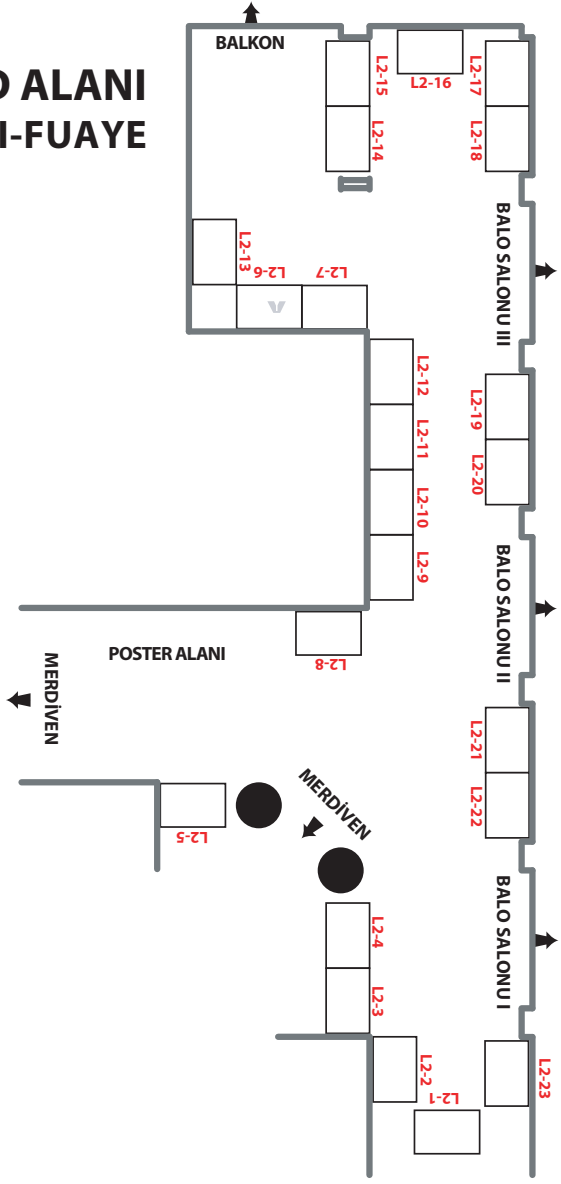 ALANI
I-FUAYE
BALKON
L2-15
L2-14
L2-16
L2-17
L2-18
BALO SALONU III
L2-13
L2-6
L2-7
L2-12
L2-11
L2-10
L2-9
L2-19
L2-20
BALO SALONU II
L2-8
POSTER ALANI
MERDİVEN
L2-21
L2-22
L2-5
MERDİVEN
L2-4
L2-3
BALO SALONU I
L2-2
L2-1
L2-23